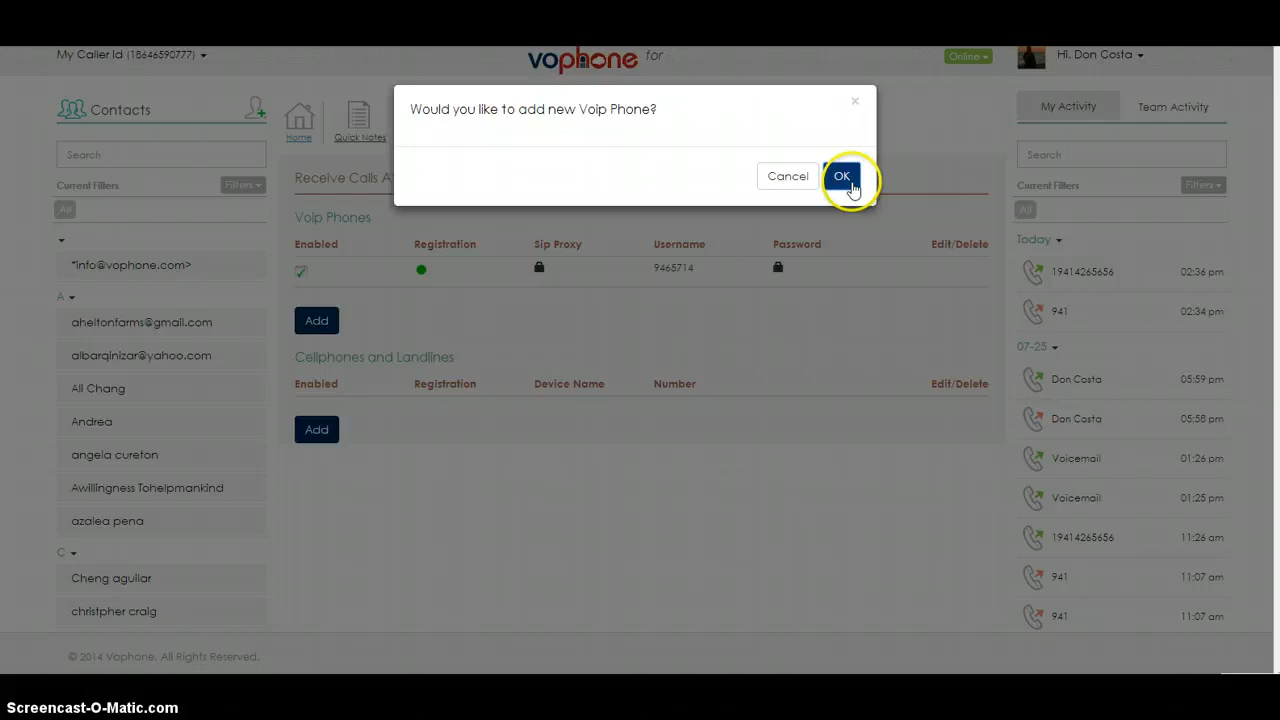 My Caller Id (18646590777)
vophone for
Online
Hi, Don Costa
Contacts
Home
Quick Notes
Search
Current Filters
Filters
All
*info@vophone.com>
A
aheltonfarms@gmail.com
albarqinizar@yahoo.com
Ali Chang
Andrea
angela cureton
Awillingness Tohelpmankind
azalea pena
C
Cheng aguilar
christpher craig
Would you like to add new Voip Phone?
×
Cancel
OK
Receive Calls A
Voip Phones
Enabled Registration Sip Proxy Username Password Edit/Delete
9465714
Add
Cellphones and Landlines
Enabled Registration Device Name Number Edit/Delete
Add
My Activity
Team Activity
Search
Current Filters
Filters
All
Today
19414265656 02:36 pm
941 02:34 pm
07-25
Don Costa 05:59 pm
Don Costa 05:58 pm
Voicemail 01:26 pm
Voicemail 01:25 pm
19414265656 11:26 am
941 11:07 am
941 11:07 am
© 2014 Vophone. All Rights Reserved.
Screencast-O-Matic.com